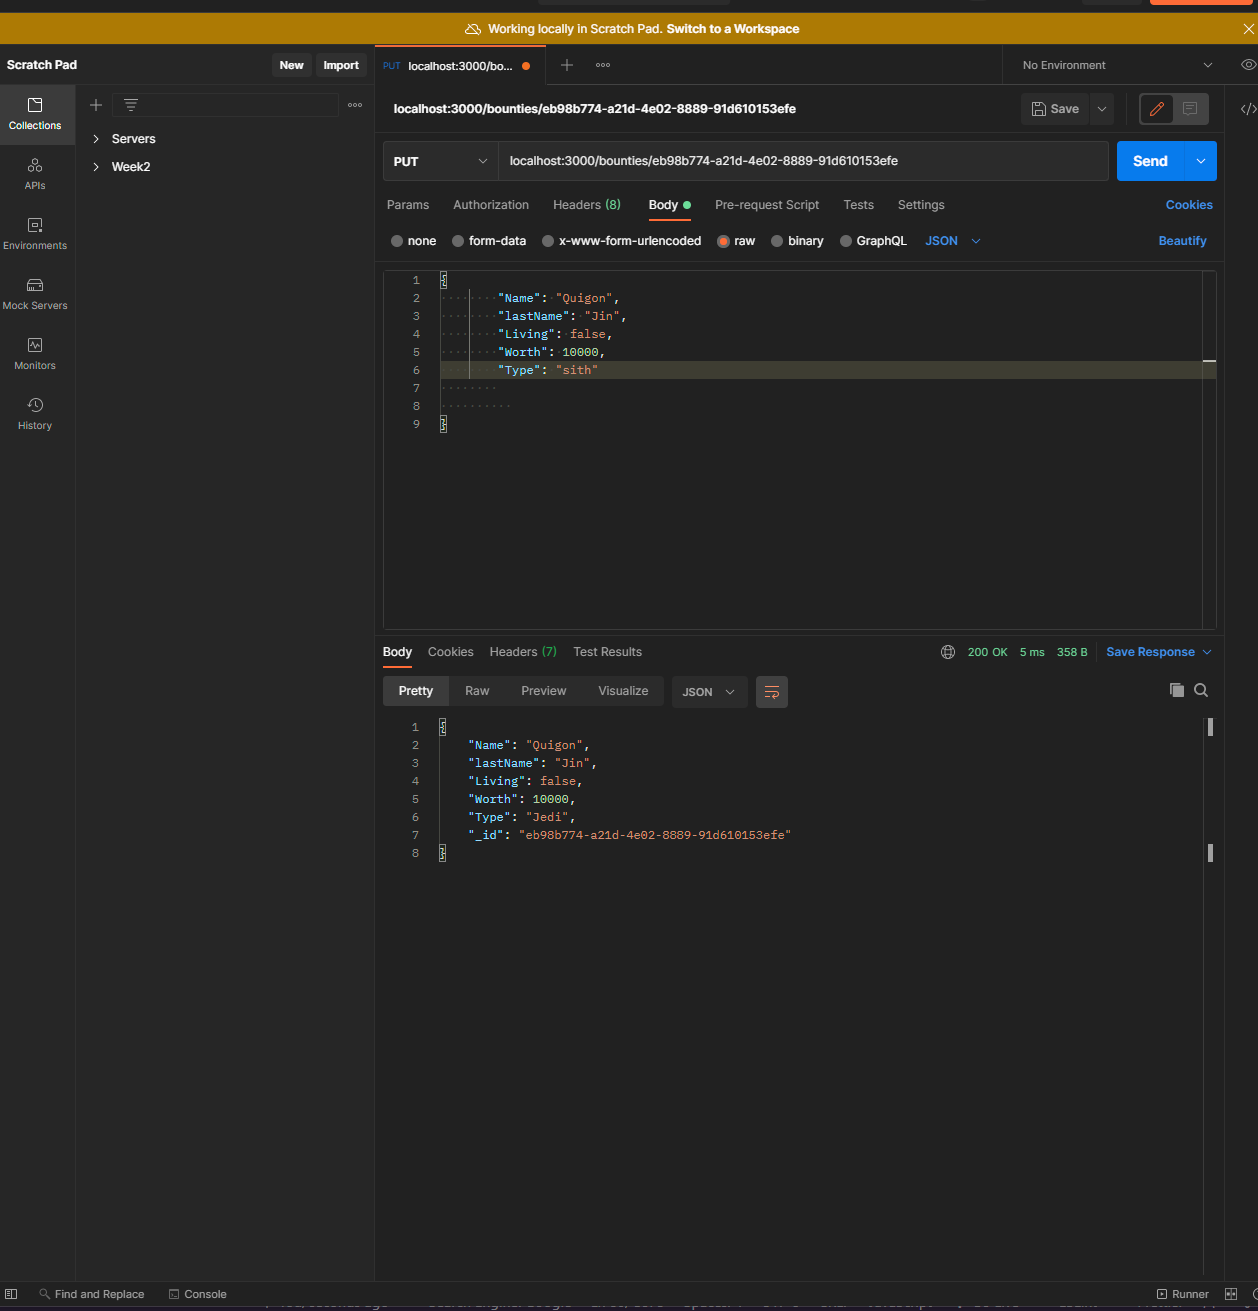 Working locally in Scratch Pad. Switch to a Workspace
Scratch Pad
New
Import
PUT localhost:3000/bo...
No Environment
Collections
APIs
Environments
Mock Servers
Monitors
History
Servers
Week2
localhost:3000/bounties/eb98b774-a21d-4e02-8889-91d610153efe
Save
PUT
localhost:3000/bounties/eb98b774-a21d-4e02-8889-91d610153efe
Send
Params Authorization Headers (8) Body Pre-request Script Tests Settings Cookies
none form-data x-www-form-urlencoded raw binary GraphQL JSON Beautify
1 {
2 "Name": "Quigon",
3 "lastName": "Jin",
4 "Living": false,
5 "Worth": 10000,
6 "Type": "sith"
7
8
9 }
Body Cookies Headers (7) Test Results 200 OK 5 ms 358 B Save Response
Pretty Raw Preview Visualize JSON
1 {
2 "Name": "Quigon",
3 "lastName": "Jin",
4 "Living": false,
5 "Worth": 10000,
6 "Type": "Jedi",
7 "_id": "eb98b774-a21d-4e02-8889-91d610153efe"
8 }
Find and Replace Console Runner